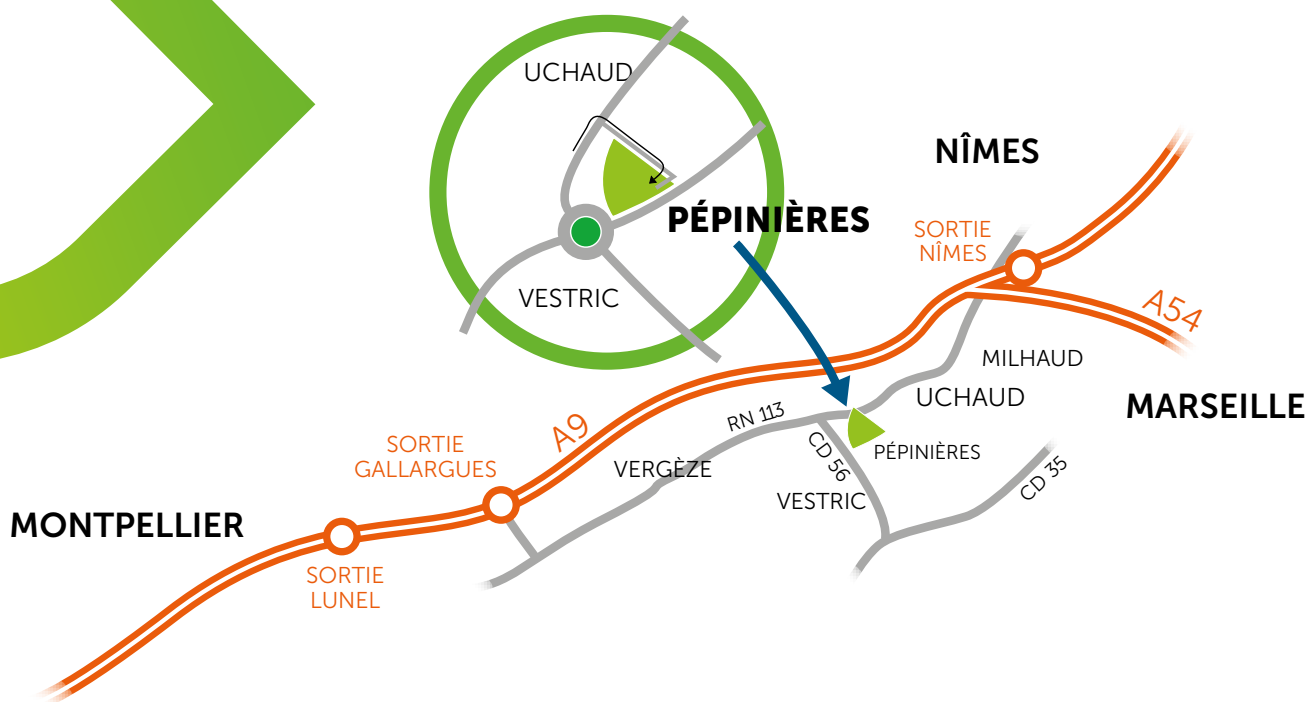 UCHAUD
NÎMES
PÉPINIÈRES
SORTIE
NÎMES
VESTRIC
A54
MILHAUD
UCHAUD
MARSEILLE
RN 113
A9
SORTIE
GALLARGUES
VERGÈZE
CD 56
PÉPINIÈRES
CD 35
VESTRIC
MONTPELLIER
SORTIE
LUNEL